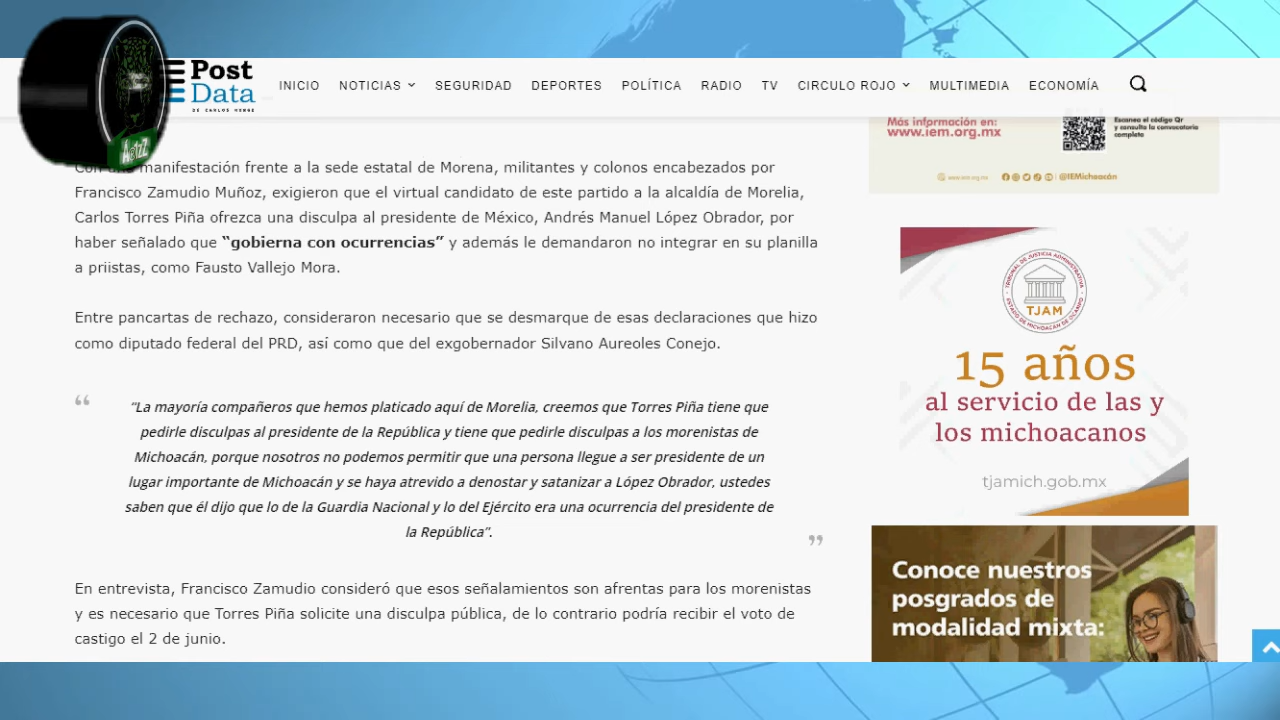 Post
Data
DE CARLOS MONGE
INICIO NOTICIAS SEGURIDAD DEPORTES POLÍTICA RADIO TV CIRCULO ROJO MULTIMEDIA ECONOMÍA
manifestación frente a la sede estatal de Morena, militantes y colonos encabezados por
Francisco Zamudio Muñoz, exigieron que el virtual candidato de este partido a la alcaldía de Morelia,
Carlos Torres Piña ofrezca una disculpa al presidente de México, Andrés Manuel López Obrador, por
haber señalado que “gobierna con ocurrencias” y además le demandaron no integrar en su planilla
a priistas, como Fausto Vallejo Mora.
Entre pancartas de rechazo, consideraron necesario que se desmarque de esas declaraciones que hizo
como diputado federal del PRD, así como que del exgobernador Silvano Aureoles Conejo.
“La mayoría compañeros que hemos platicado aquí de Morelia, creemos que Torres Piña tiene que
pedirle disculpas al presidente de la República y tiene que pedirle disculpas a los morenistas de
Michoacán, porque nosotros no podemos permitir que una persona llegue a ser presidente de un
lugar importante de Michoacán y se haya atrevido a denostar y satanizar a López Obrador, ustedes
saben que él dijo que lo de la Guardia Nacional y lo del Ejército era una ocurrencia del presidente de
la República”.
En entrevista, Francisco Zamudio consideró que esos señalamientos son afrentas para los morenistas
y es necesario que Torres Piña solicite una disculpa pública, de lo contrario podría recibir el voto de
castigo el 2 de junio.
Más información en:
www.iem.org.mx
Escanea el código Qr
y consulta la convocatoria
completa
www.iem.org.mx @IEMichoacán
TRIBUNAL DE JUSTICIA ADMINISTRATIVA
TJAM
15 años
al servicio de las y
los michoacanos
tjamich.gob.mx
Conoce nuestros
posgrados de
modalidad mixta: